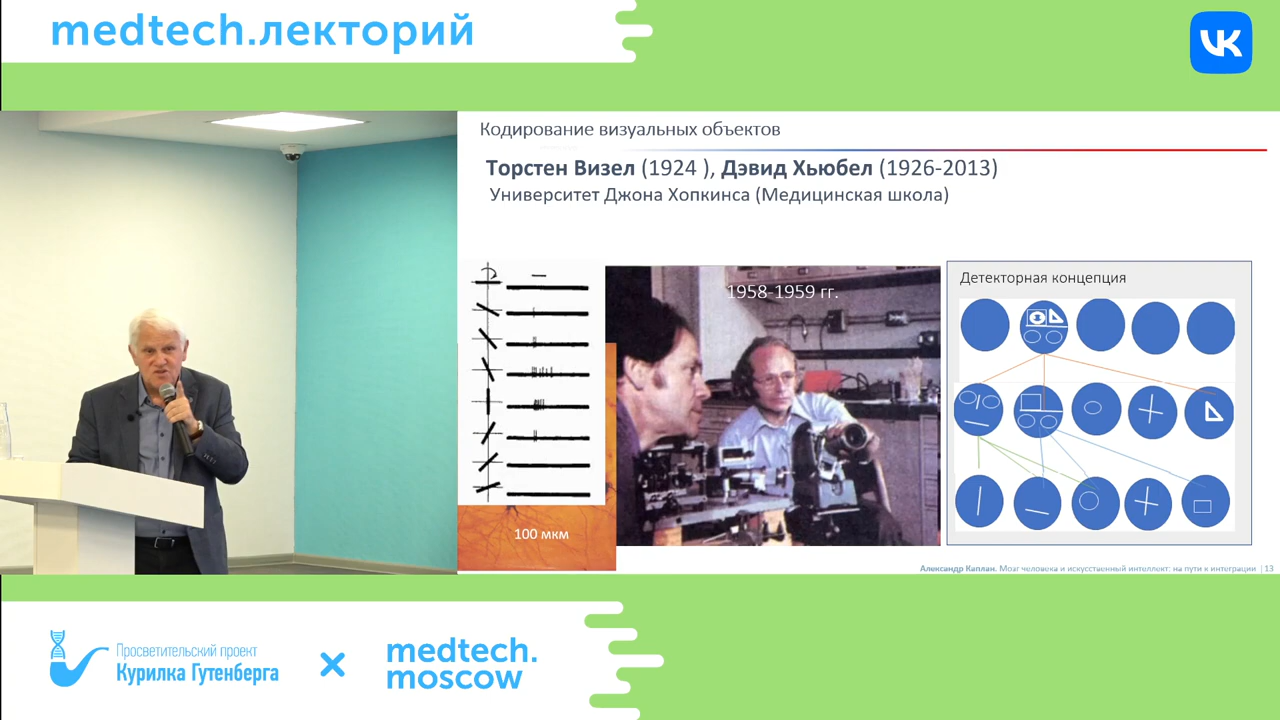 medtech.лекторий
VK
Кодирование визуальных объектов
Торстен Визел (1924 ), Дэвид Хьюбел (1926-2013)
Университет Джона Хопкинса (Медицинская школа)
1958-1959 гг.
Детекторная концепция
100 мкм
Александр Каплан. Мозг человека и искусственный интеллект: на пути к интеграции | 13
Просветительский проект
Курилка Гутенберга
×
medtech.
moscow